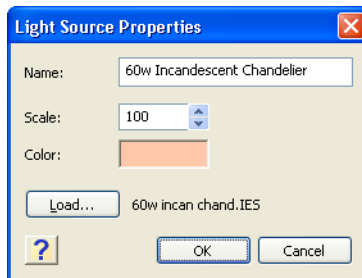 Light Source Properties
Name: 60w Incandescent Chandelier
Scale: 100
Color:
Load... 60w incan chand.IES
? OK Cancel